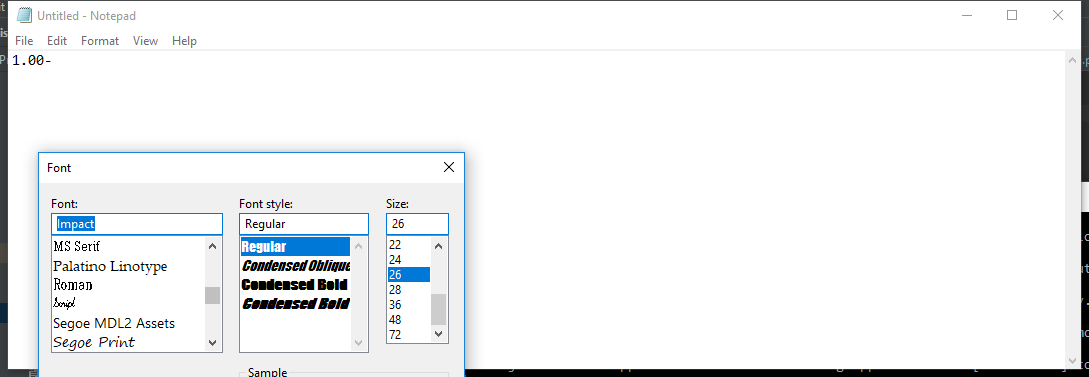 Untitled - Notepad
File Edit Format View Help
1.00-
Font
Font: Font style: Size:
Impact Regular 26
MS Serif
Palatino Linotype
Roman
Script
Segoe MDL2 Assets
Segoe Print
Regular
Condensed Oblique
Condensed Bold
Condensed Bold
22
24
26
28
36
48
72
Sample